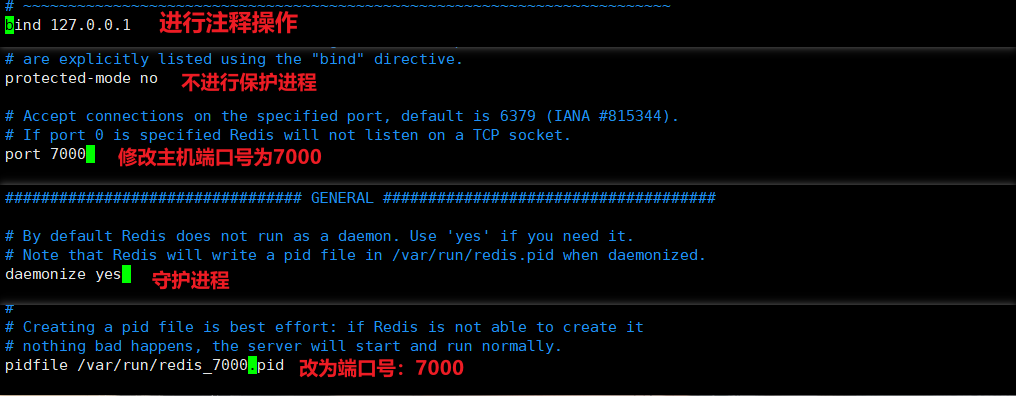 # ~~~~~~~~~~~~~~~~~~~~~~~~~~~~~~~~~~~~~~~~~~~~~~~~~~~~~~~~~~~~~~~~~~~~~~~~
bind 127.0.0.1 进行注释操作
# are explicitly listed using the "bind" directive.
protected-mode no 不进行保护进程
# Accept connections on the specified port, default is 6379 (IANA #815344).
# If port 0 is specified Redis will not listen on a TCP socket.
port 7000 修改主机端口号为7000
################################# GENERAL #####################################
# By default Redis does not run as a daemon. Use 'yes' if you need it.
# Note that Redis will write a pid file in /var/run/redis.pid when daemonized.
daemonize yes 守护进程
#
# Creating a pid file is best effort: if Redis is not able to create it
# nothing bad happens, the server will start and run normally.
pidfile /var/run/redis_7000.pid 改为端口号：7000